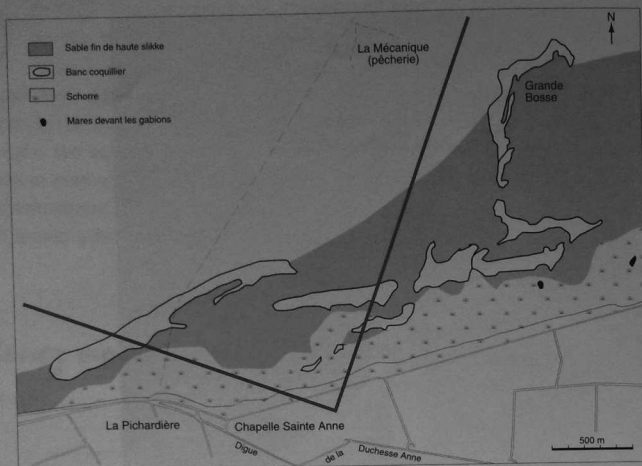 Sable fin de haute slikke
Banc coquillier
Schorre
Mares devant les gabions
La Mécanique
(pêcherie)
N
Grande
Bosse
La Pichardière
Chapelle Sainte Anne
Digue
de la
Duchesse Anne
500 m